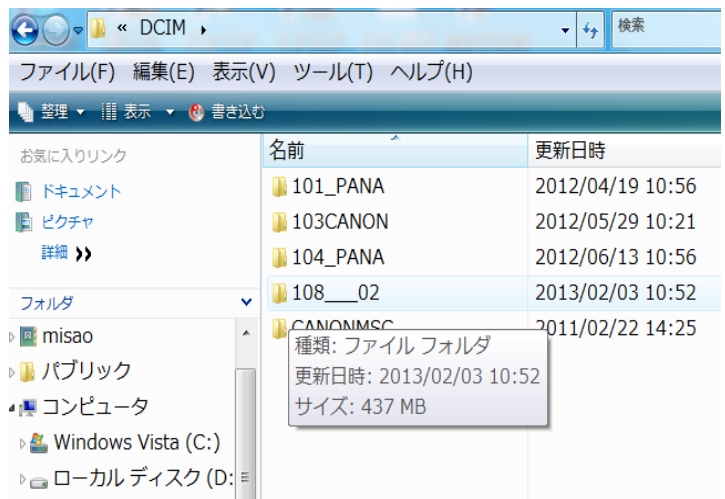 « DCIM
検索
ファイル(F) 編集(E) 表示(V) ツール(T) ヘルプ(H)
整理 表示 書き込む
お気に入りリンク
ドキュメント
ピクチャ
詳細
フォルダ
misao
パブリック
コンピュータ
Windows Vista (C:)
ローカル ディスク (D:
名前 更新日時
101_PANA 2012/04/19 10:56
103CANON 2012/05/29 10:21
104_PANA 2012/06/13 10:56
108___02 2013/02/03 10:52
CANONMSC 2011/02/22 14:25
種類: ファイル フォルダ
更新日時: 2013/02/03 10:52
サイズ: 437 MB